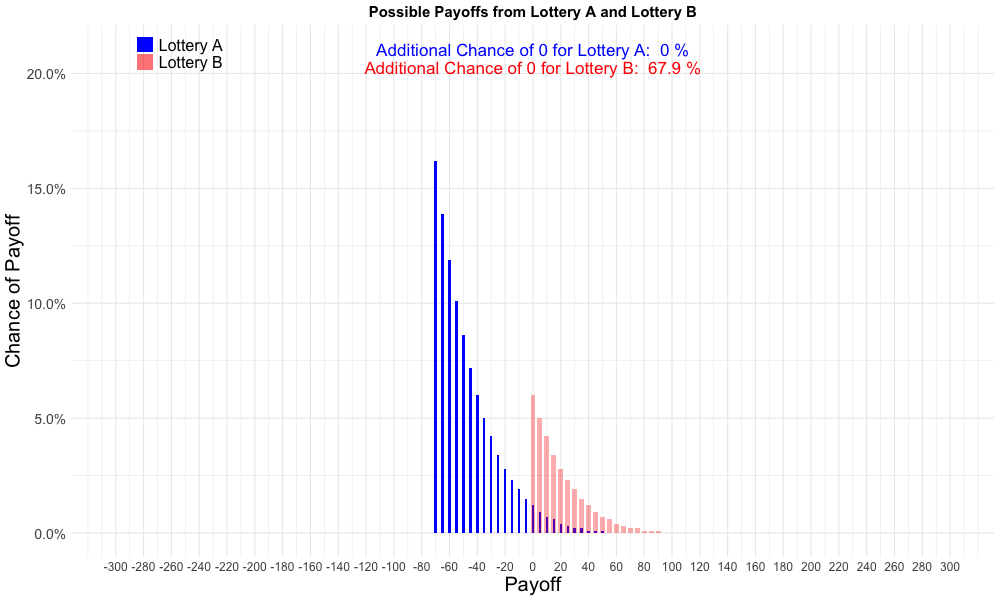 Possible Payoffs from Lottery A and Lottery B
Lottery A
Lottery B
Additional Chance of 0 for Lottery A:  0 %
Additional Chance of 0 for Lottery B:  67.9 %
Chance of Payoff
20.0%
15.0%
10.0%
5.0%
0.0%
-300 -280 -260 -240 -220 -200 -180 -160 -140 -120 -100 -80 -60 -40 -20 0 20 40 60 80 100 120 140 160 180 200 220 240 260 280 300
Payoff